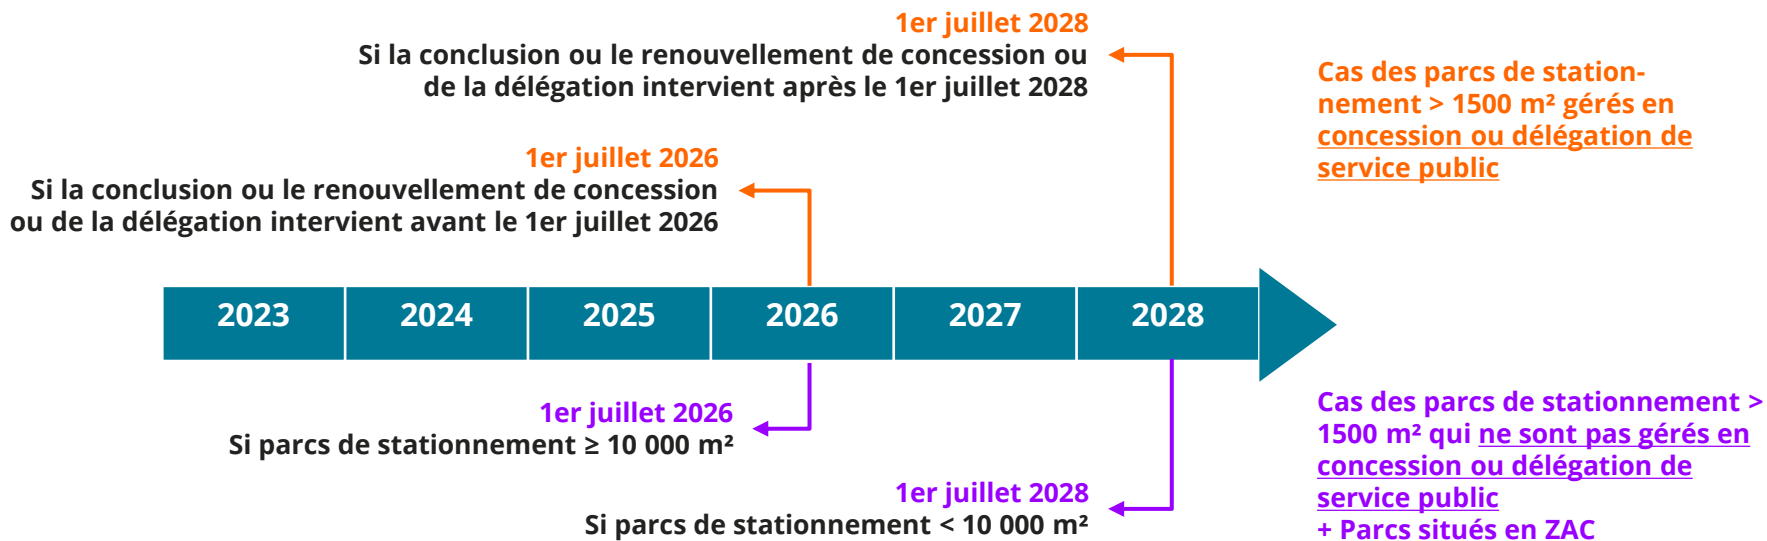 1er juillet 2028
Si la conclusion ou le renouvellement de concession ou
de la délégation intervient après le 1er juillet 2028
Cas des parcs de station-
nement > 1500 m² gérés en
concession ou délégation de
service public
1er juillet 2026
Si la conclusion ou le renouvellement de concession
ou de la délégation intervient avant le 1er juillet 2026
2023 2024 2025 2026 2027 2028
1er juillet 2026
Si parcs de stationnement ≥ 10 000 m²
1er juillet 2028
Si parcs de stationnement < 10 000 m²
Cas des parcs de stationnement >
1500 m² qui ne sont pas gérés en
concession ou délégation de
service public
+ Parcs situés en ZAC